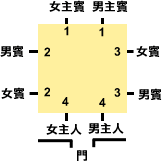 女主賓 男主賓
1 1
男賓 2 3 女賓
女賓 2 3 男賓
4 4
女主人 男主人
門